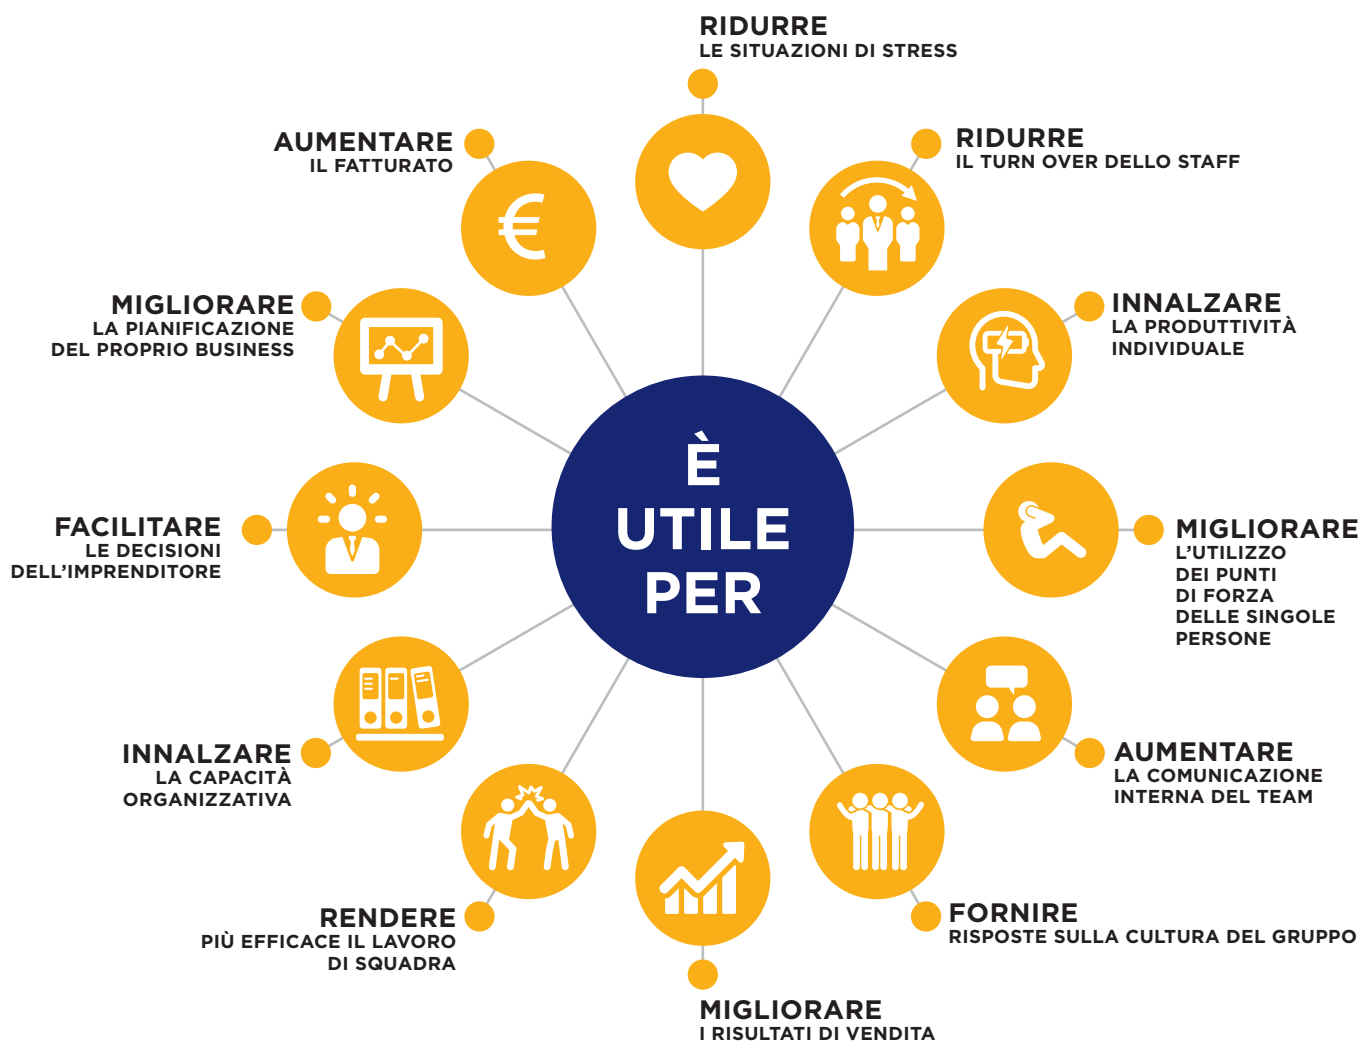 RIDURRE
LE SITUAZIONI DI STRESS
RIDURRE
IL TURN OVER DELLO STAFF
INNALZARE
LA PRODUTTIVITÀ
INDIVIDUALE
MIGLIORARE
L'UTILIZZO
DEI PUNTI
DI FORZA
DELLE SINGOLE
PERSONE
AUMENTARE
LA COMUNICAZIONE
INTERNA DEL TEAM
FORNIRE
RISPOSTE SULLA CULTURA DEL GRUPPO
MIGLIORARE
I RISULTATI DI VENDITA
RENDERE
PIÙ EFFICACE IL LAVORO
DI SQUADRA
INNALZARE
LA CAPACITÀ
ORGANIZZATIVA
FACILITARE
LE DECISIONI
DELL'IMPRENDITORE
MIGLIORARE
LA PIANIFICAZIONE
DEL PROPRIO BUSINESS
AUMENTARE
IL FATTURATO
€
È
UTILE
PER